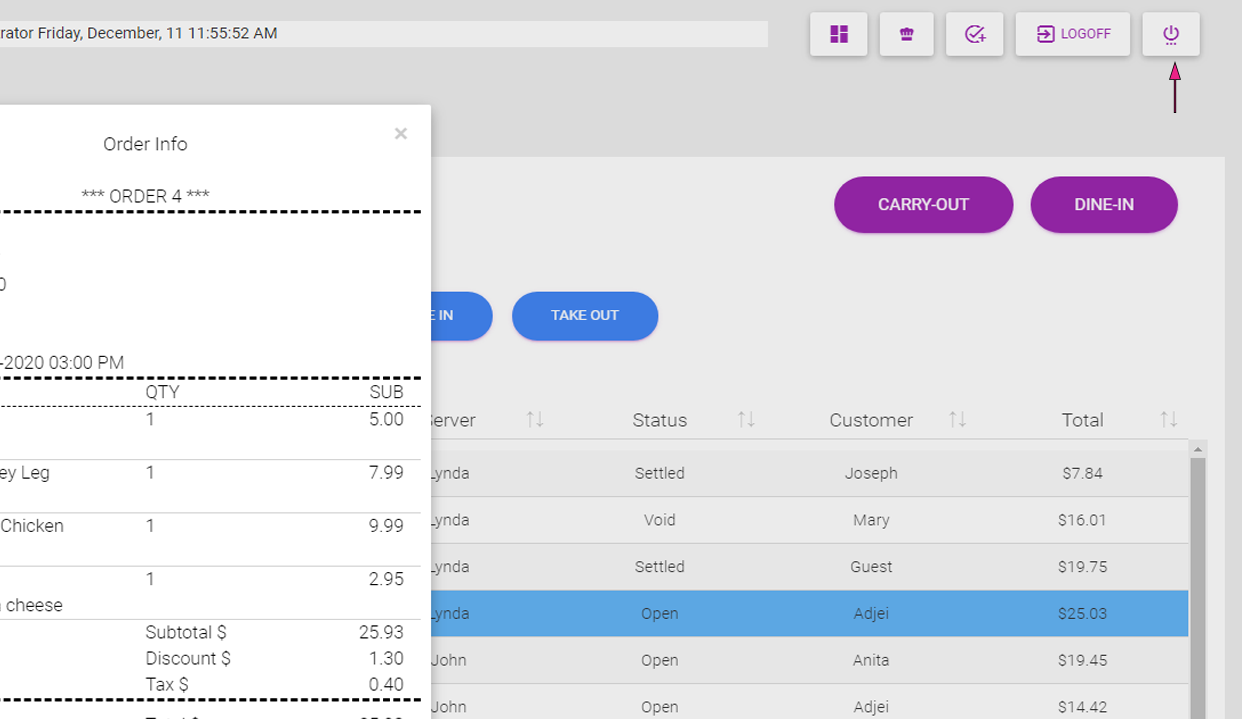 rator Friday, December, 11 11:55:52 AM
LOGOFF
Order Info
×
*** ORDER 4 ***
CARRY-OUT
DINE-IN
0
E IN
TAKE OUT
-2020 03:00 PM
QTY SUB
1 5.00
ey Leg 1 7.99
Chicken 1 9.99
1 2.95
cheese
Subtotal $ 25.93
Discount $ 1.30
Tax $ 0.40
Server Status Customer Total
Lynda Settled Joseph $7.84
Lynda Void Mary $16.01
Lynda Settled Guest $19.75
Lynda Open Adjei $25.03
John Open Anita $19.45
John Open Adjei $14.42